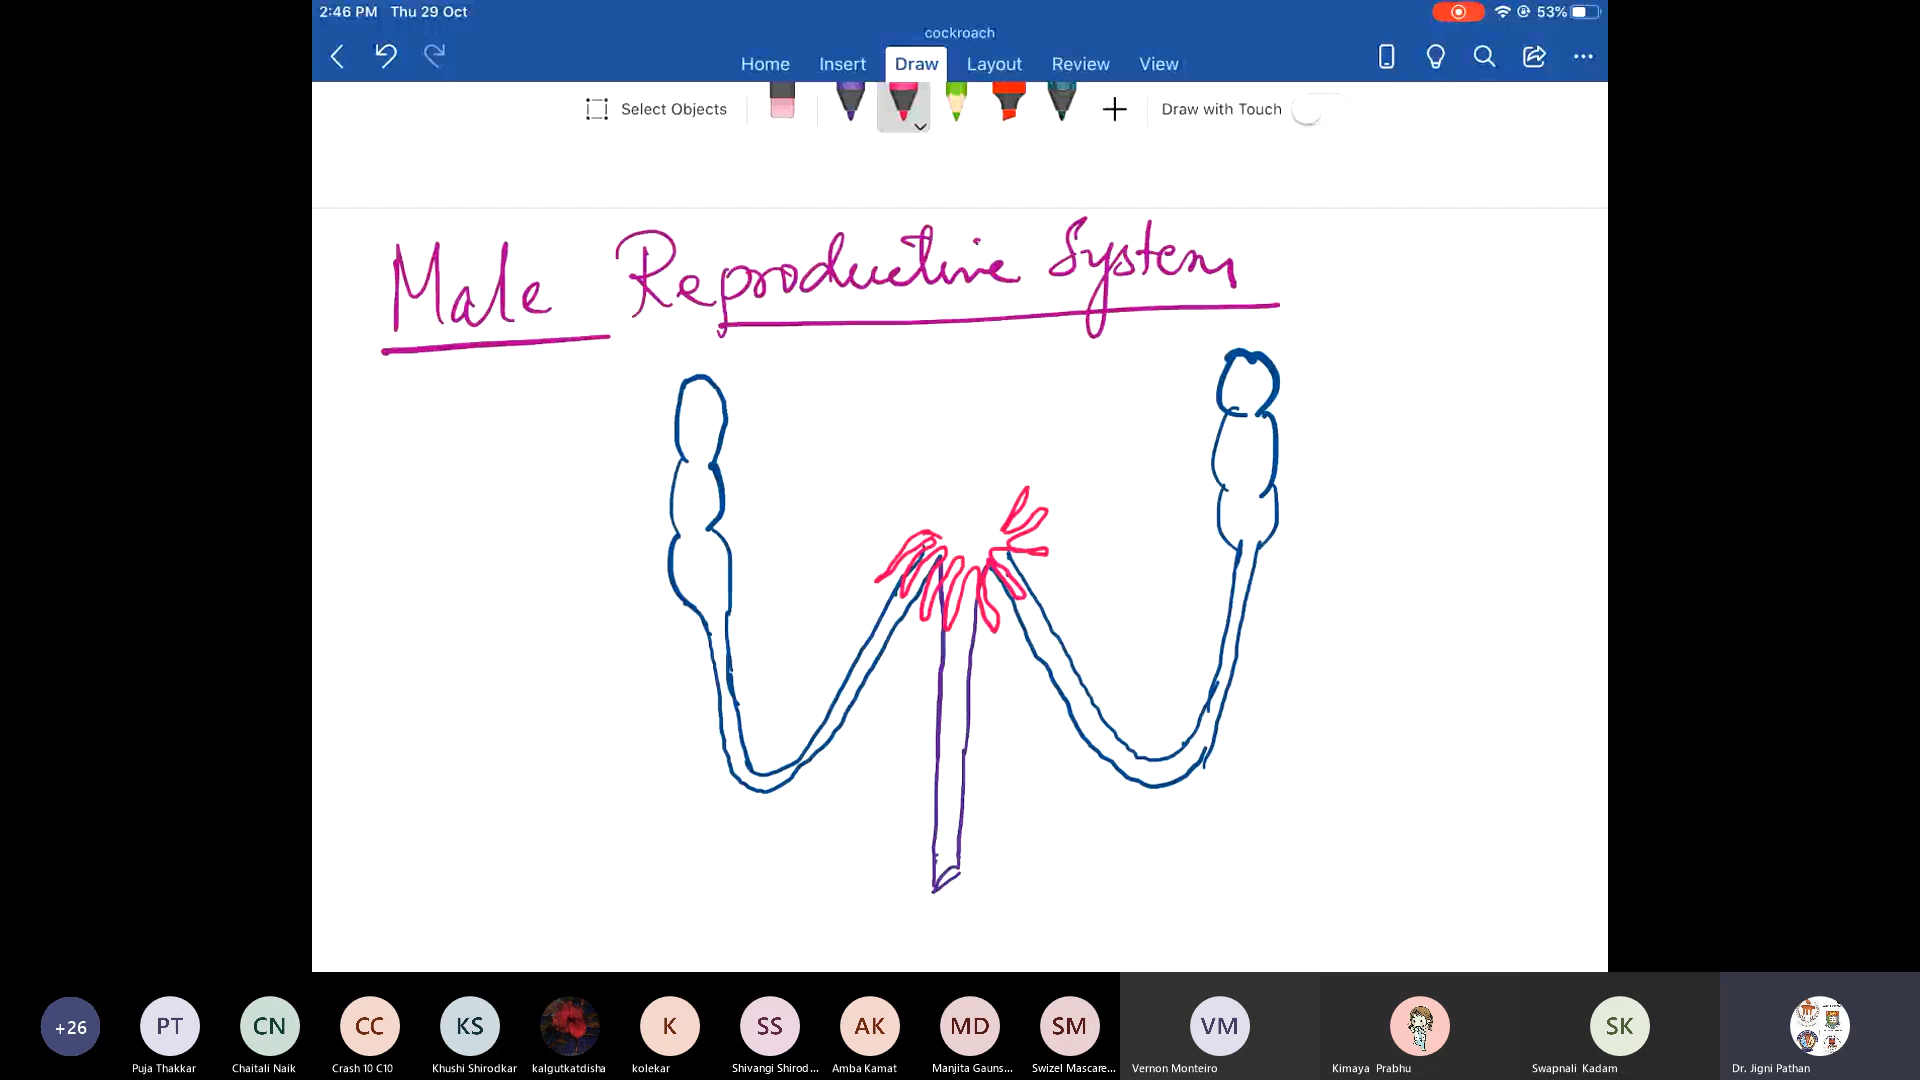 2:46 PM Thu 29 Oct
53%
cockroach
Home Insert Draw Layout Review View
Select Objects
Draw with Touch
Male Reproductive System
+26 PT CN CC KS K SS AK MD SM VM SK
Puja Thakkar Chaitali Naik Crash 10 C10 Khushi Shirodkar kalgutkatdisha kolekar Shivangi Shirod... Amba Kamat Manjita Gauns... Swizel Mascare... Vernon Monteiro Kimaya Prabhu Swapnali Kadam Dr. Jigni Pathan